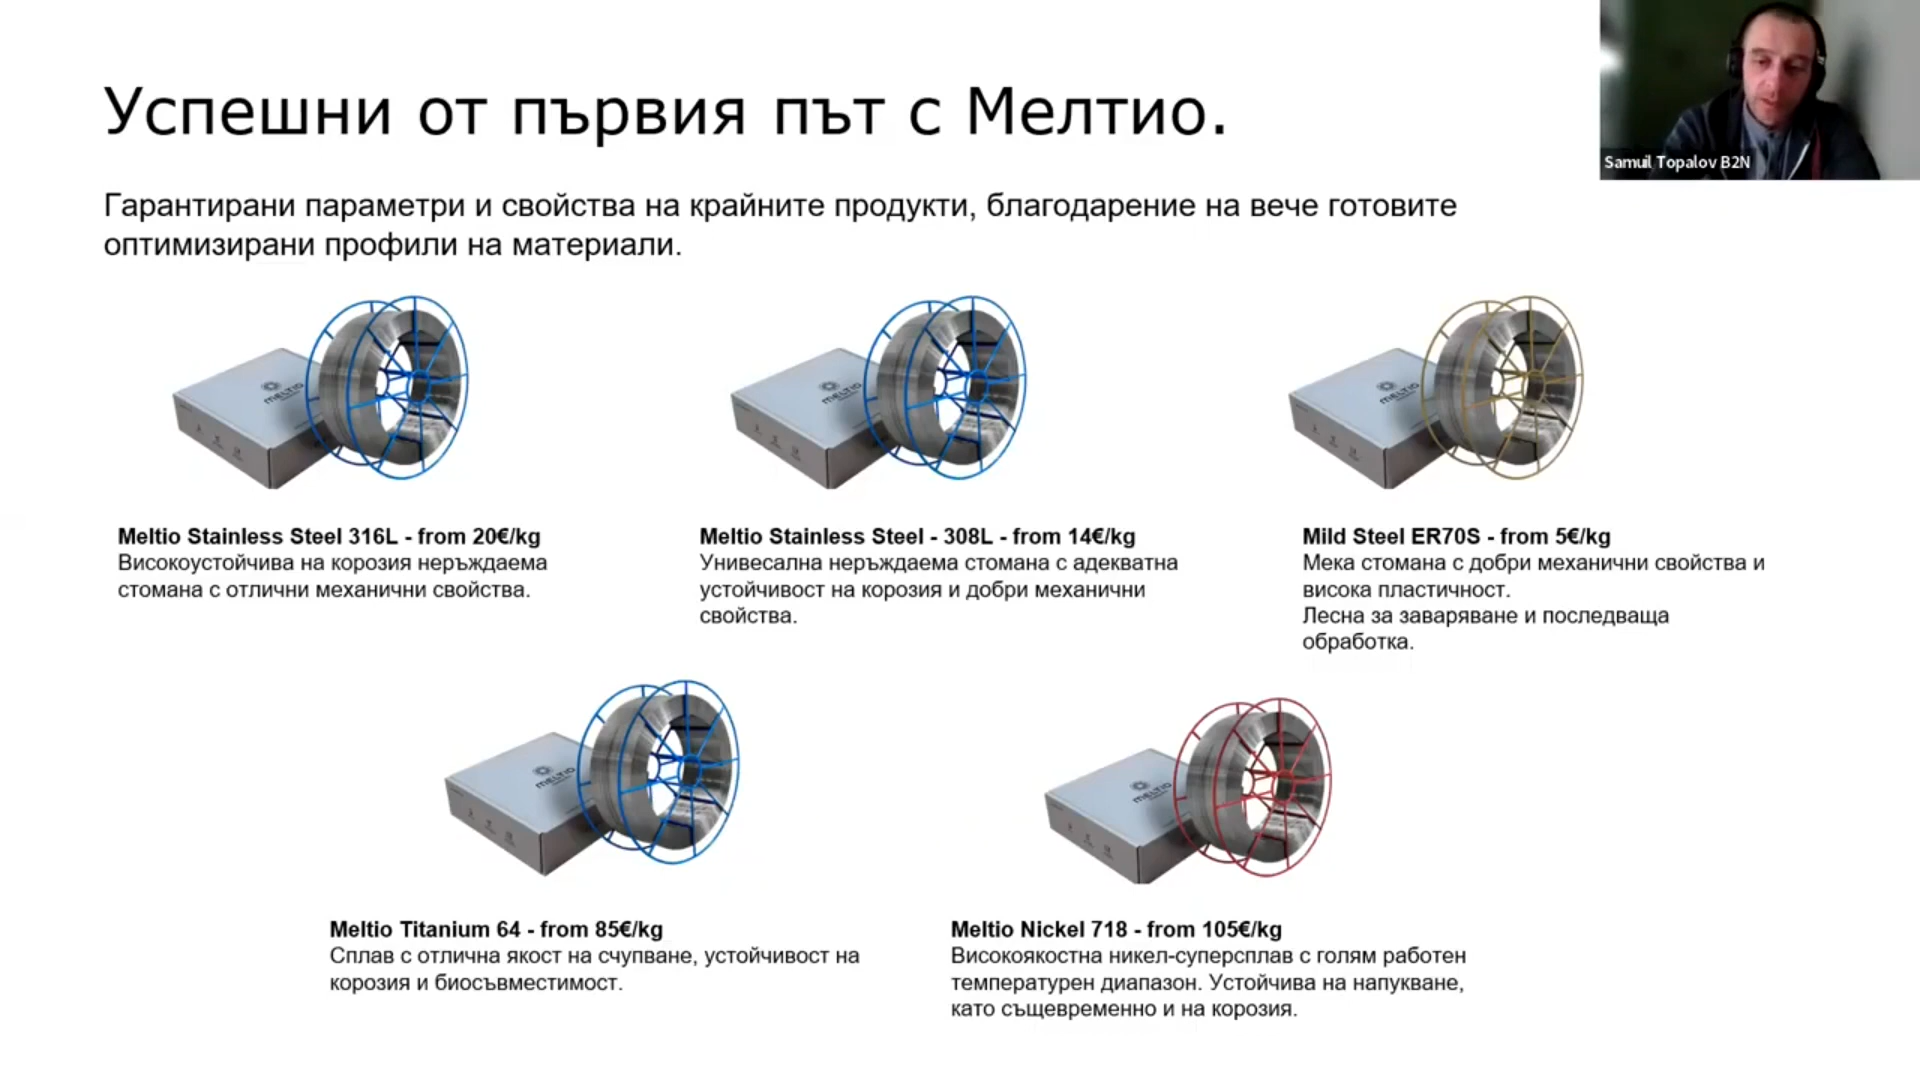 Успешни от първия път с Мелтио.
Samuil Topalov B2N
Гарантирани параметри и свойства на крайните продукти, благодарение на вече готовите
оптимизирани профили на материали.
MELTIO
MELTIO
MELTIO
Meltio Stainless Steel 316L - from 20€/kg
Високоустойчива на корозия неръждаема
стомана с отлични механични свойства.
Meltio Stainless Steel - 308L - from 14€/kg
Унивесална неръждаема стомана с адекватна
устойчивост на корозия и добри механични
свойства.
Mild Steel ER70S - from 5€/kg
Мека стомана с добри механични свойства и
висока пластичност.
Лесна за заваряване и последваща
обработка.
MELTIO
MELTIO
Meltio Titanium 64 - from 85€/kg
Сплав с отлична якост на счупване, устойчивост на
корозия и биосъвместимост.
Meltio Nickel 718 - from 105€/kg
Високоякостна никел-суперсплав с голям работен
температурен диапазон. Устойчива на напукване,
като същевременно и на корозия.